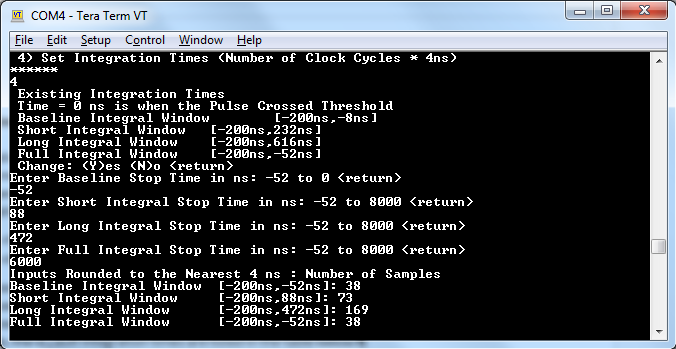 COM4 - Tera Term VT
File Edit Setup Control Window Help
4) Set Integration Times (Number of Clock Cycles * 4ns)
******
4
Existing Integration Times
Time = 0 ns is when the Pulse Crossed Threshold
Baseline Integral Window [-200ns,-8ns]
Short Integral Window [-200ns,232ns]
Long Integral Window [-200ns,616ns]
Full Integral Window [-200ns,-52ns]
Change: (Y)es (N)o <return>
Enter Baseline Stop Time in ns: -52 to 0 <return>
-52
Enter Short Integral Stop Time in ns: -52 to 8000 <return>
88
Enter Long Integral Stop Time in ns: -52 to 8000 <return>
472
Enter Full Integral Stop Time in ns: -52 to 8000 <return>
6000
Inputs Rounded to the Nearest 4 ns : Number of Samples
Baseline Integral Window [-200ns,-52ns]: 38
Short Integral Window [-200ns,88ns]: 73
Long Integral Window [-200ns,472ns]: 169
Full Integral Window [-200ns,-52ns]: 38